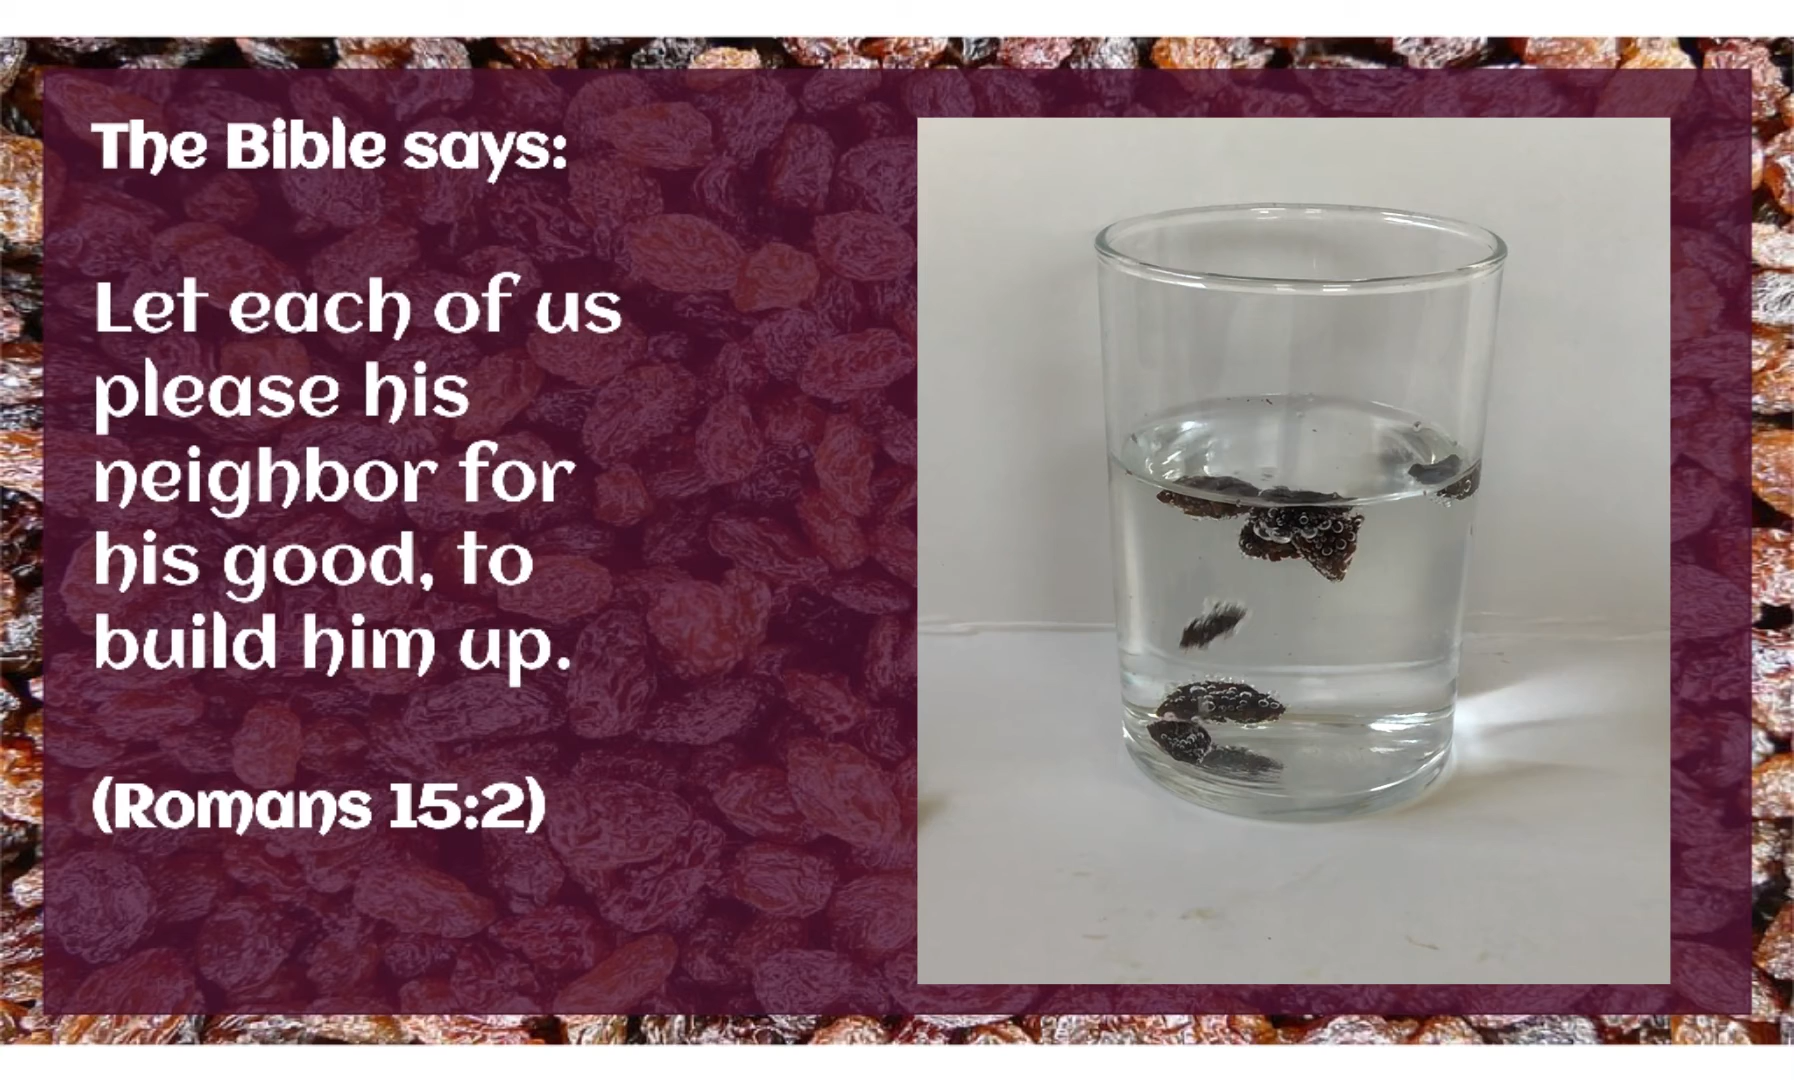 The Bible says:
Let each of us
please his
neighbor for
his good, to
build him up.
(Romans 15:2)